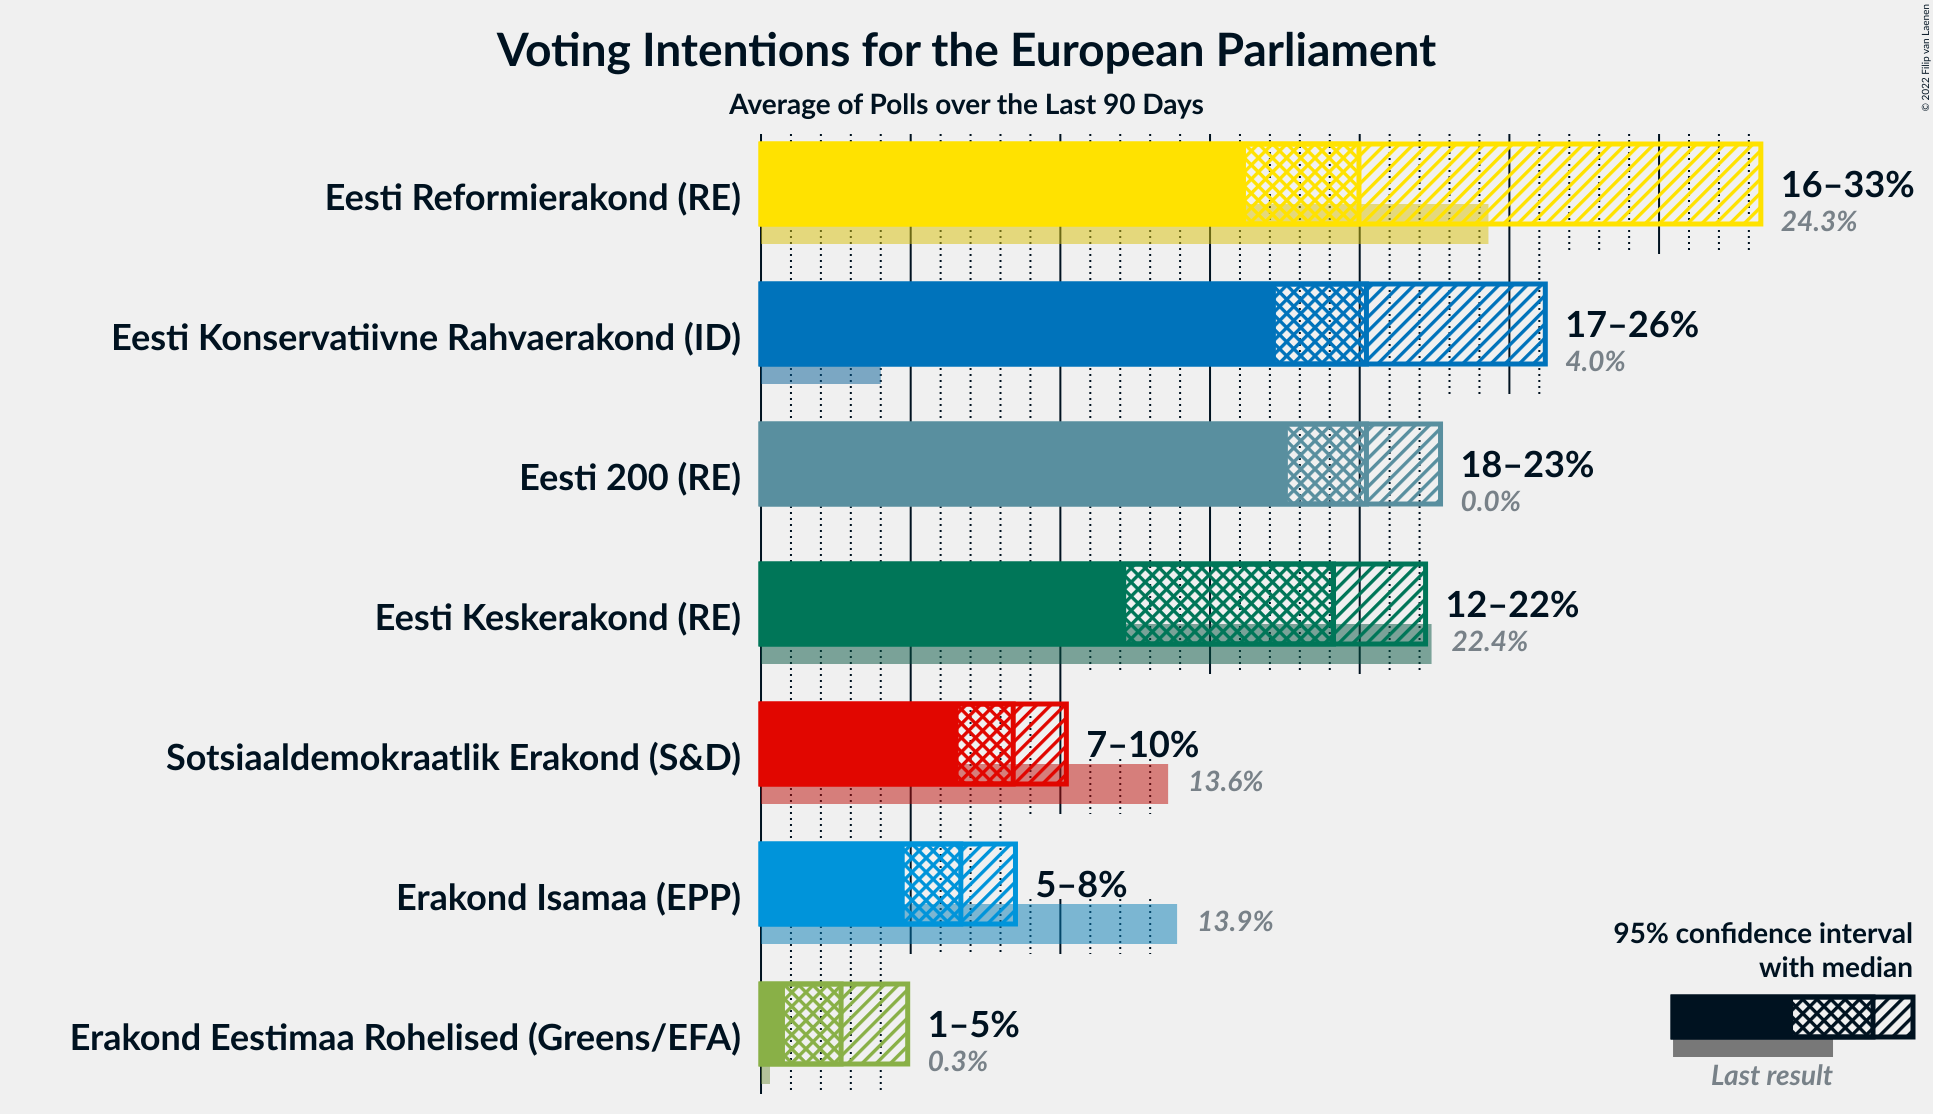 Voting Intentions for the European Parliament
Average of Polls over the Last 90 Days
© 2022 Filip van Laenen
Eesti Reformierakond (RE)
16–33%
24.3%
Eesti Konservatiivne Rahvaerakond (ID)
17–26%
4.0%
Eesti 200 (RE)
18–23%
0.0%
Eesti Keskerakond (RE)
12–22%
22.4%
Sotsiaaldemokraatlik Erakond (S&D)
7–10%
13.6%
Erakond Isamaa (EPP)
5–8%
13.9%
Erakond Eestimaa Rohelised (Greens/EFA)
1–5%
0.3%
95% confidence interval
with median
Last result